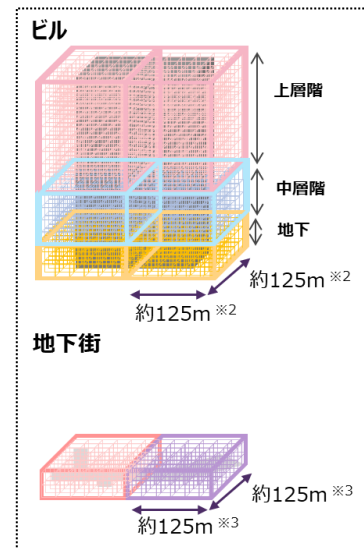 ビル
上層階
中層階
地下
約125m ※2
約125m ※2
地下街
約125m ※3
約125m ※3